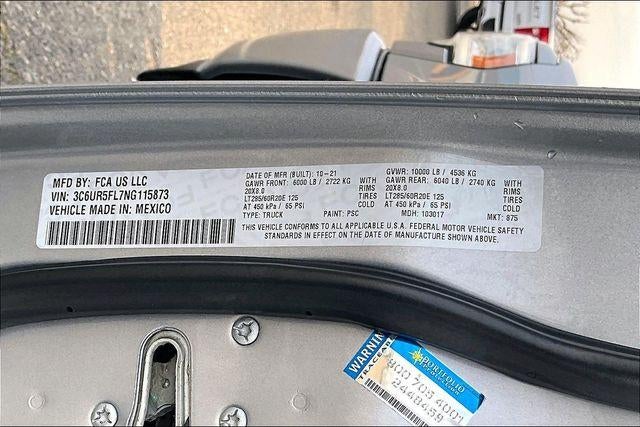 MFD BY: FCA US LLC
VIN: 3C6UR5FL7NG115873
VEHICLE MADE IN: MEXICO
DATE OF MFR (BUILT): 10-21
GAWR FRONT: 6000 LB / 2722 KG WITH
20X8.0 RIMS
LT285/60R20E 125 TIRES
AT 450 kPa / 65 PSI COLD
TYPE: TRUCK PAINT: PSC
GVWR: 10000 LB / 4536 KG
GAWR REAR: 6040 LB / 2740 KG WITH
20X8.0 RIMS
LT285/60R20E 125 TIRES
AT 450 kPa / 65 PSI COLD
MDH: 103017 MKT: 875
THIS VEHICLE CONFORMS TO ALL APPLICABLE U.S.A. FEDERAL MOTOR VEHICLE SAFETY
STANDARDS IN EFFECT ON THE DATE OF MANUFACTURE SHOWN ABOVE.
WARNIN
TRACEAB
PORTFOLIO
800 705 4001
2448459